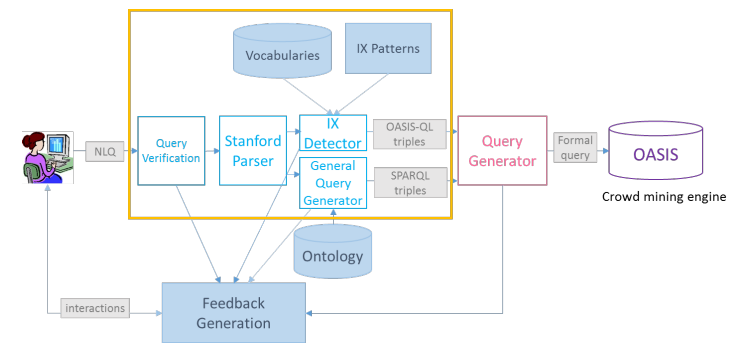 Vocabularies
IX Patterns
NLQ
Query
Verification
Stanford
Parser
IX
Detector
OASIS-QL
triples
General
Query
Generator
SPARQL
triples
Query
Generator
Formal
query
OASIS
Crowd mining engine
Ontology
interactions
Feedback
Generation